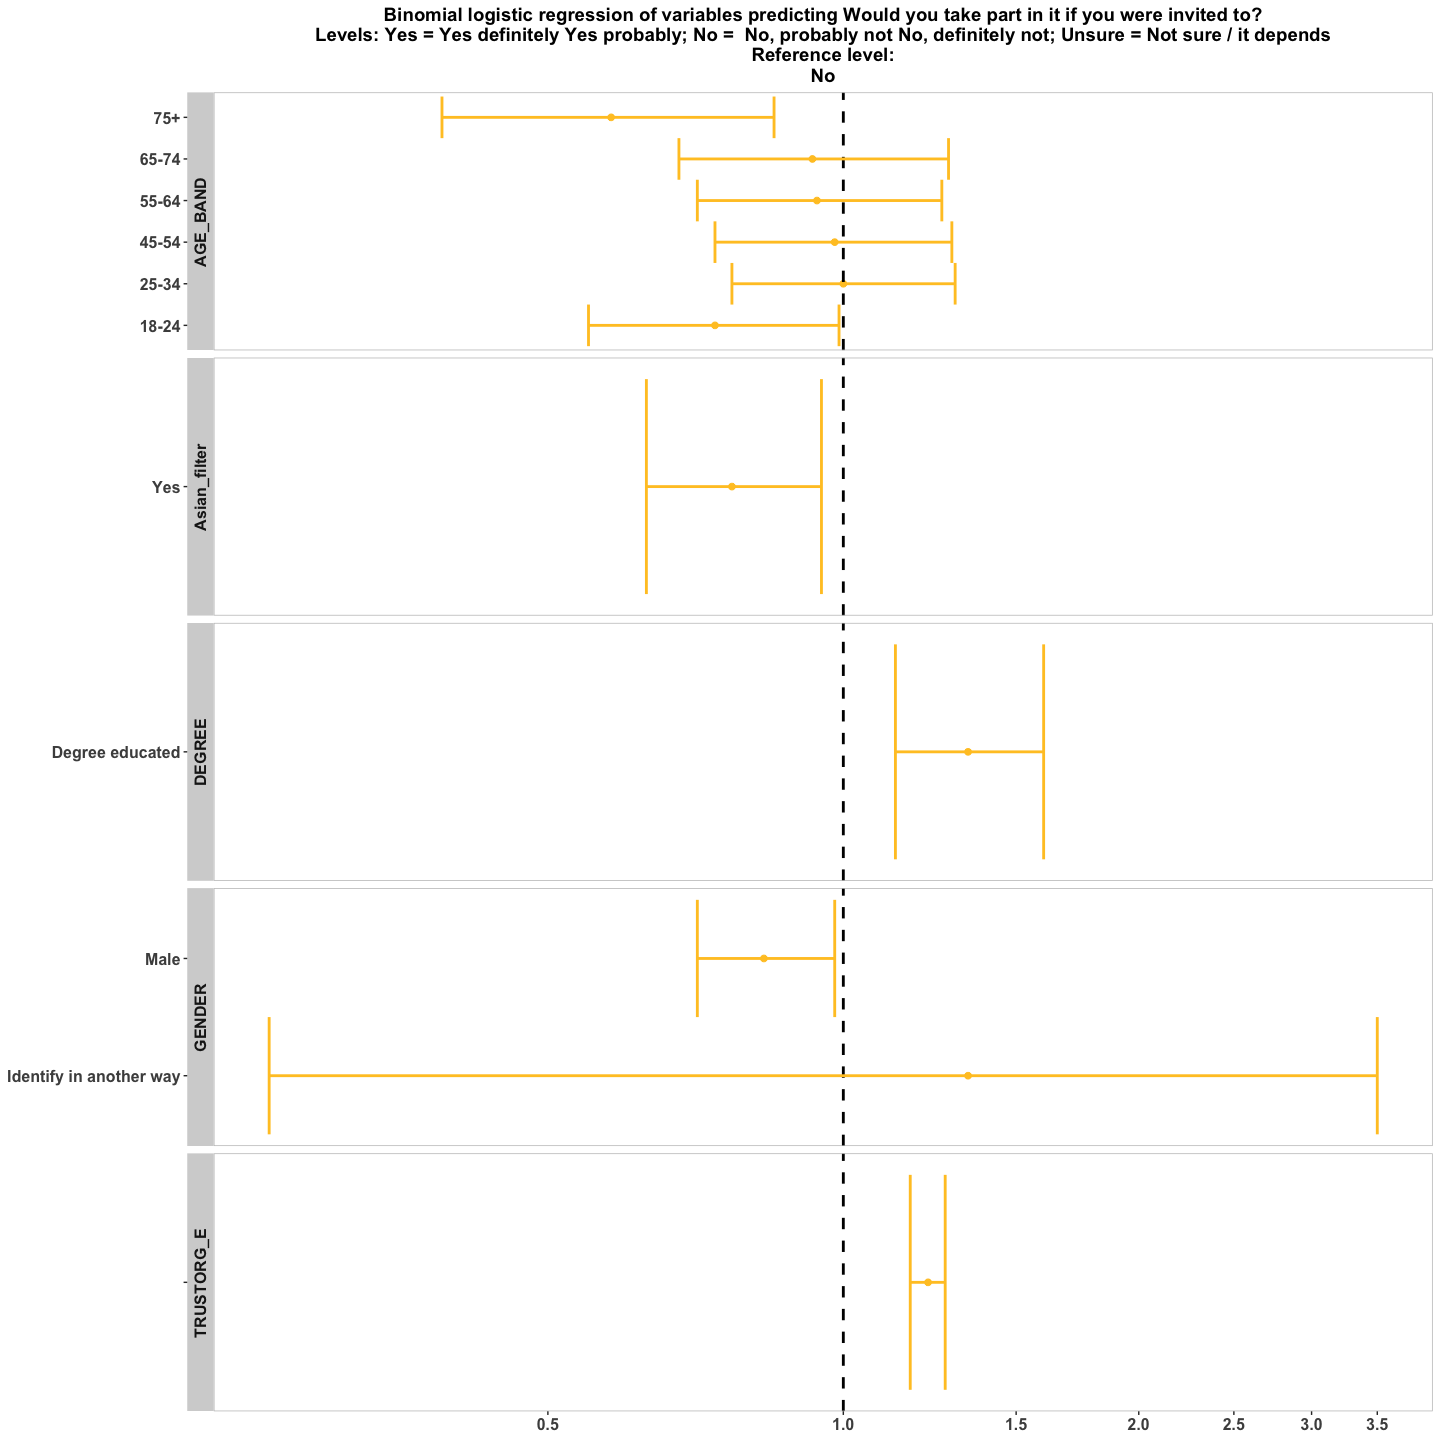 Binomial logistic regression of variables predicting Would you take part in it if you were invited to?
Levels: Yes = Yes definitely Yes probably; No =  No, probably not No, definitely not; Unsure = Not sure / it depends
Reference level:
No
AGE_BAND
75+
65-74
55-64
45-54
25-34
18-24
Asian_filter
Yes
DEGREE
Degree educated
GENDER
Male
Identify in another way
TRUSTORG_E
0.5 1.0 1.5 2.0 2.5 3.0 3.5